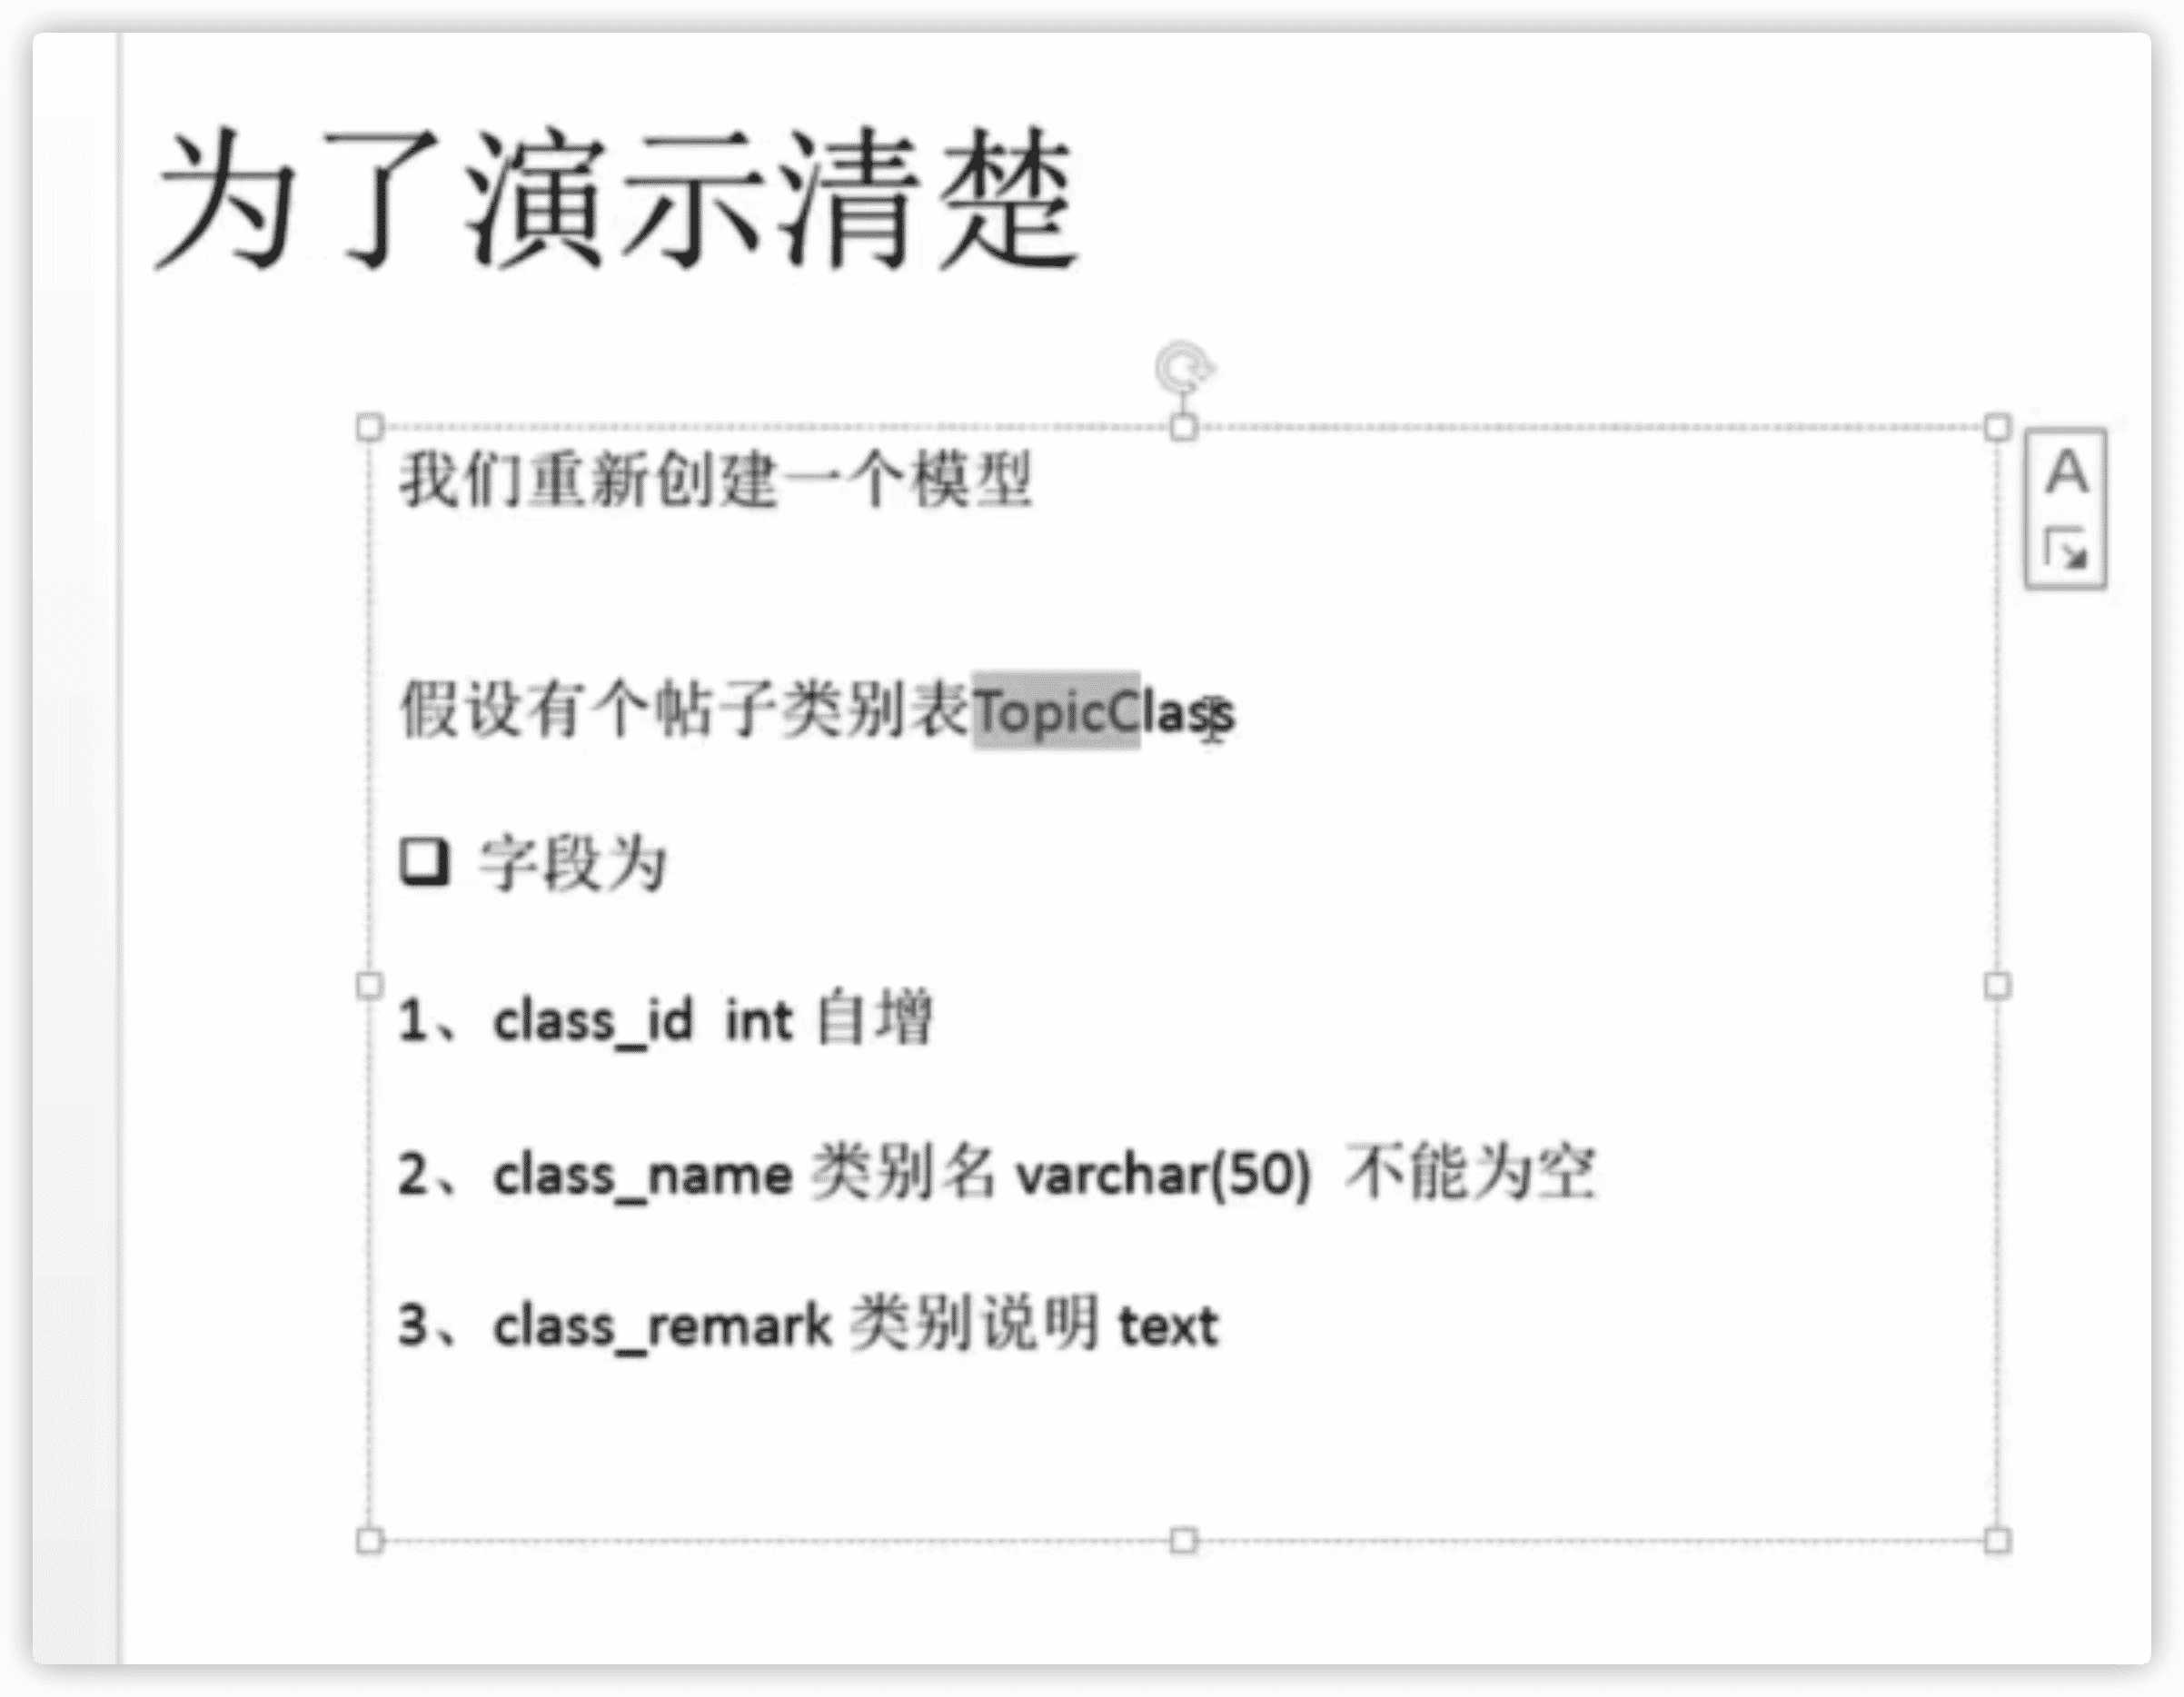 为了演示清楚
我们重新创建一个模型
A
假设有个帖子类别表TopicClass
字段为
1、class_id int 自增
2、class_name 类别名 varchar(50) 不能为空
3、class_remark 类别说明 text